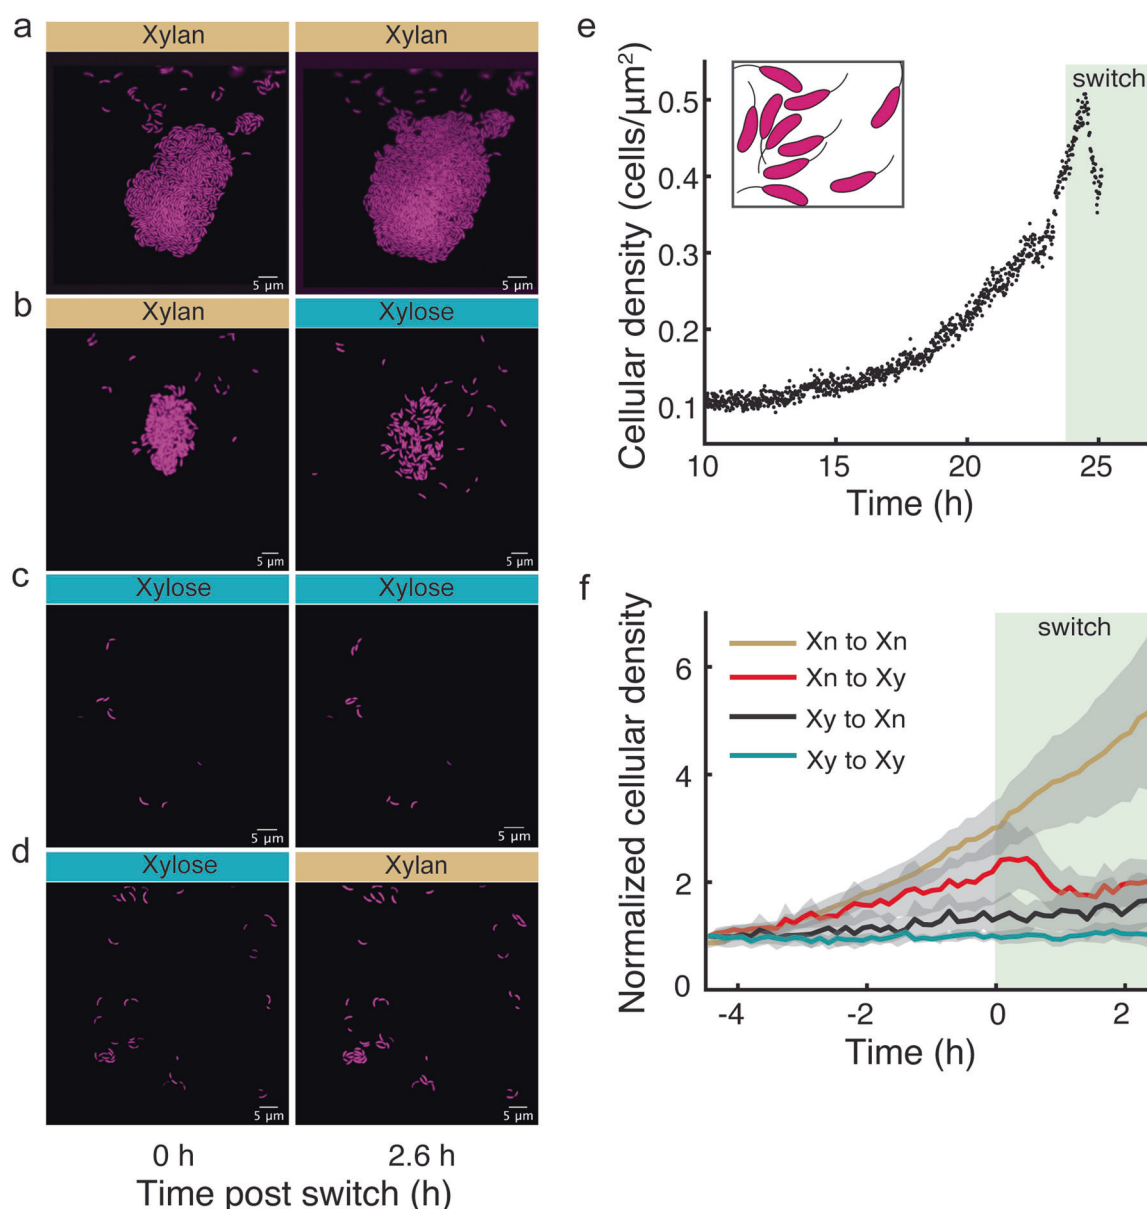 a
Xylan
Xylan
5 µm
5 µm
b
Xylan
Xylose
5 µm
5 µm
c
Xylose
Xylose
5 µm
5 µm
d
Xylose
Xylan
5 µm
5 µm
0 h
2.6 h
Time post switch (h)
e
Cellular density (cells/µm²)
switch
0.5
0.4
0.3
0.2
0.1
10
15
20
25
Time (h)
f
Normalized cellular density
switch
Xn to Xn
Xn to Xy
Xy to Xn
Xy to Xy
6
4
2
1
0
-4
-2
0
2
Time (h)